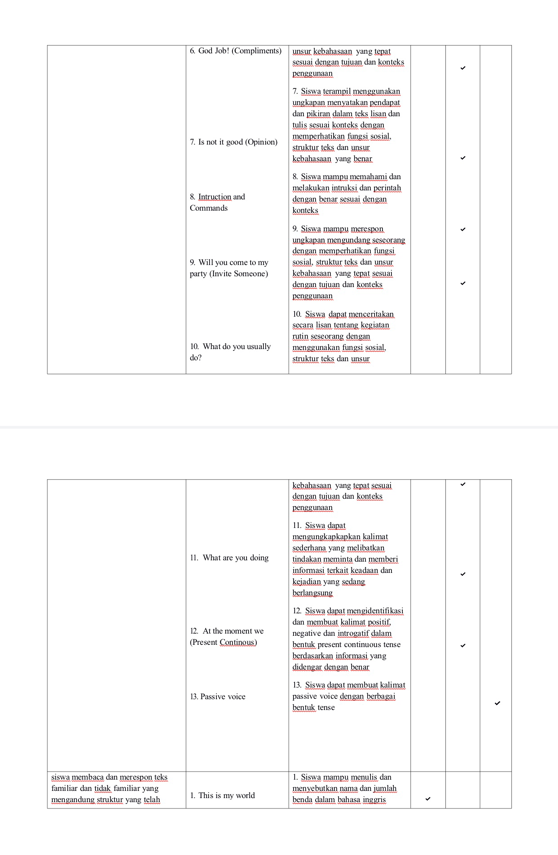 6. God Job! (Compliments)
7. Is not it good (Opinion)
8. Intruction and
Commands
9. Will you come to my
party (Invite Someone)
10. What do you usually
do?
unsur kebahasaan yang tepat
sesuai dengan tujuan dan konteks
penggunaan
7. Siswa terampil menggunakan
ungkapan menyatakan pendapat
dan pikiran dalam teks lisan dan
tulis sesuai konteks dengan
memperhatikan fungsi sosial,
struktur teks dan unsur
kebahasaan yang benar
8. Siswa mampu memahami dan
melakukan intruksi dan perintah
dengan benar sesuai dengan
konteks
9. Siswa mampu merespon
ungkapan mengundang seseorang
dengan memperhatikan fungsi
sosial, struktur teks dan unsur
kebahasaan yang tepat sesuai
dengan tujuan dan konteks
penggunaan
10. Siswa dapat menceritakan
secara lisan tentang kegiatan
rutin seseorang dengan
menggunakan fungsi sosial,
struktur teks dan unsur
11. What are you doing
12. At the moment we
(Present Continous)
13. Passive voice
kebahasaan yang tepat sesuai
dengan tujuan dan konteks
penggunaan
11. Siswa dapat
mengungkapkapkan kalimat
sederhana yang melibatkan
tindakan meminta dan memberi
informasi terkait keadaan dan
kejadian yang sedang
berlangsung
12. Siswa dapat mengidentifikasi
dan membuat kalimat positif,
negative dan introgatif dalam
bentuk present continuous tense
berdasarkan informasi yang
didengar dengan benar
13. Siswa dapat membuat kalimat
passive voice dengan berbagai
bentuk tense
siswa membaca dan merespon teks
familiar dan tidak familiar yang
mengandung struktur yang telah
1. This is my world
1. Siswa mampu menulis dan
menyebutkan nama dan jumlah
benda dalam bahasa inggris